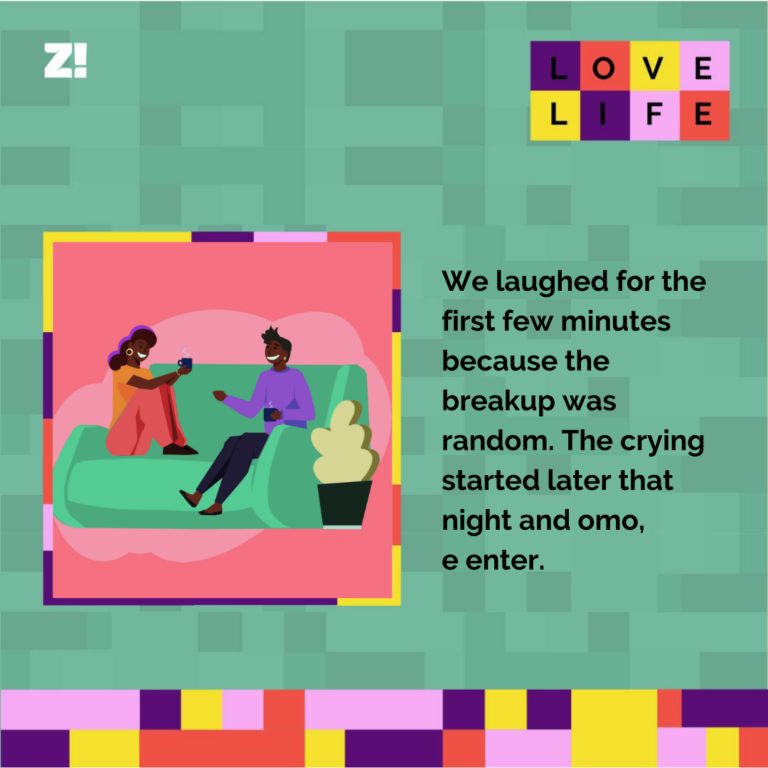 Z!
LOVE
LIFE
We laughed for the
first few minutes
because the
breakup was
random. The crying
started later that
night and omo,
e enter.